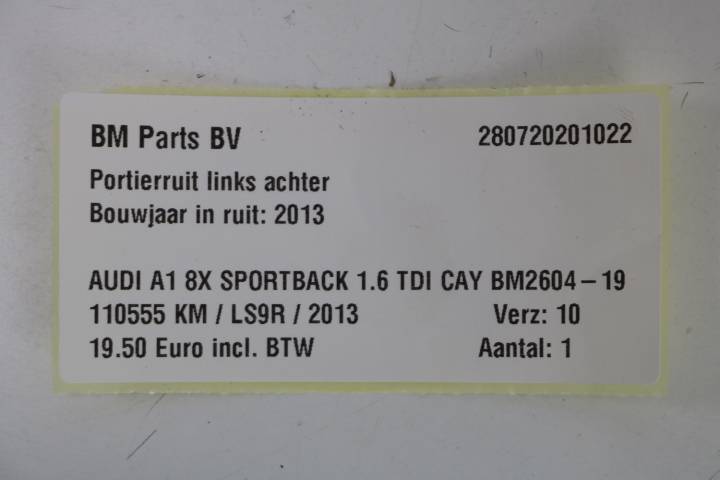 BM Parts BV 280720201022
Portierruit links achter
Bouwjaar in ruit: 2013
AUDI A1 8X SPORTBACK 1.6 TDI CAY BM2604-19
110555 KM / LS9R / 2013 Verz: 10
19.50 Euro incl. BTW Aantal: 1